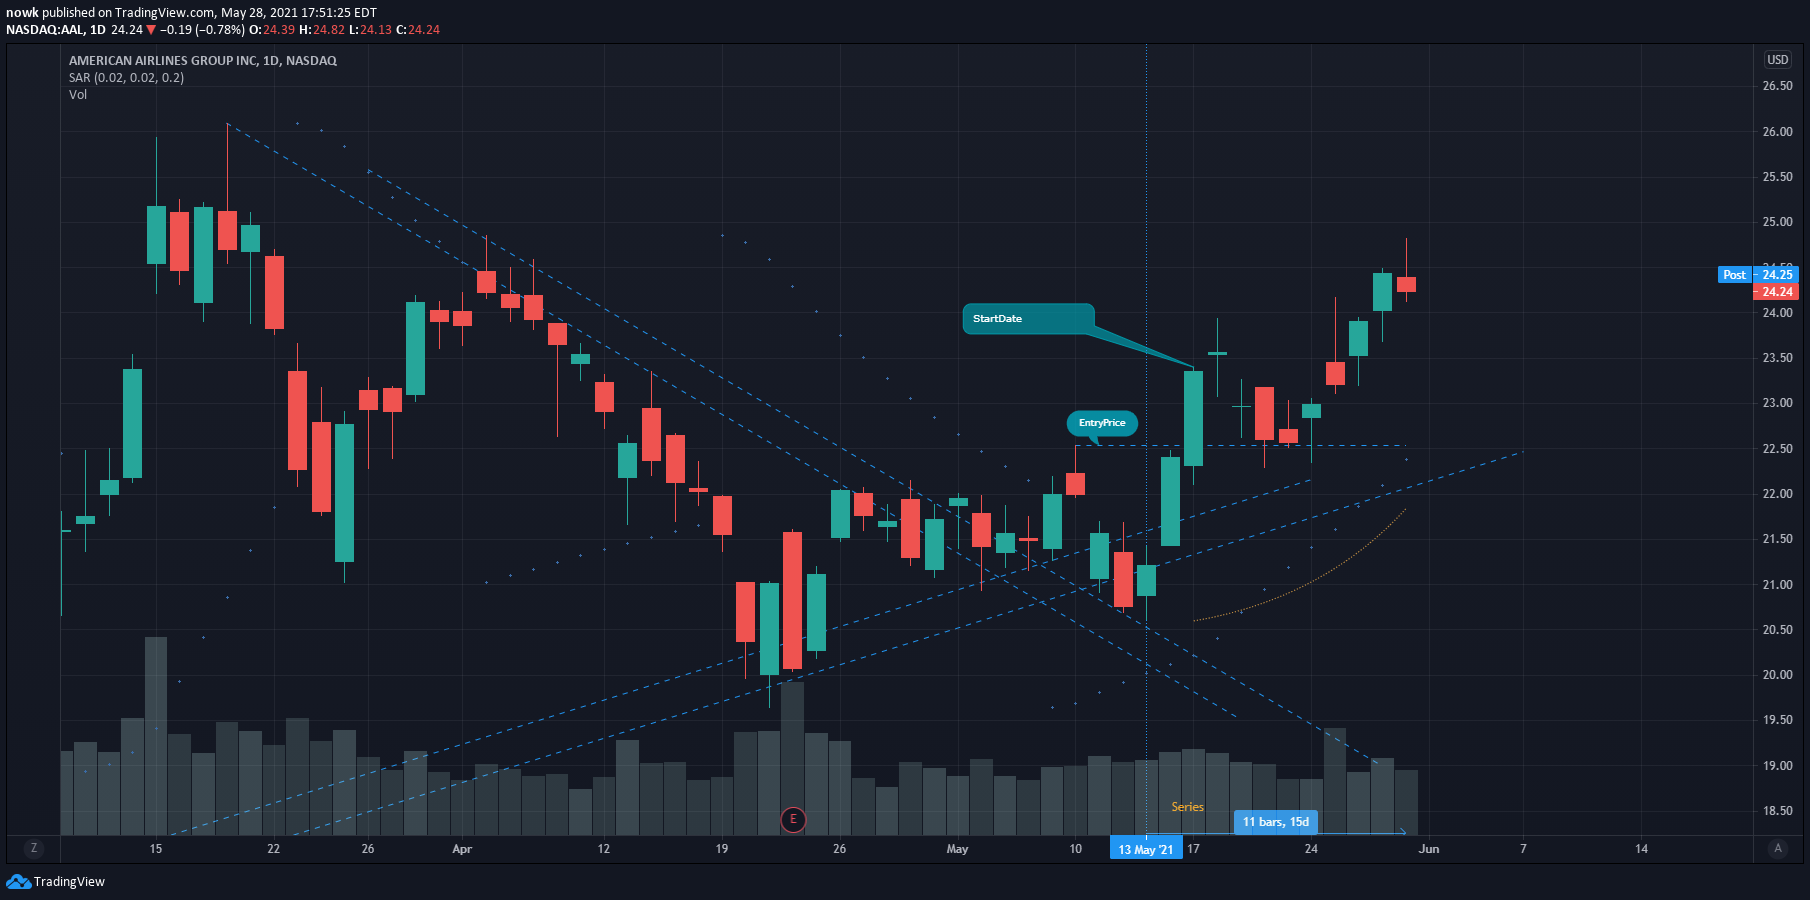 nowk published on TradingView.com, May 28, 2021 17:51:25 EDT
NASDAQ:AAL, 1D 24.24 ▼ −0.19 (−0.78%) O:24.39 H:24.82 L:24.13 C:24.24
AMERICAN AIRLINES GROUP INC, 1D, NASDAQ
SAR (0.02, 0.02, 0.2)
Vol
USD
26.50
26.00
25.50
25.00
Post 24.25
24.24
24.00
StartDate
23.50
23.00
EntryPrice
22.50
22.00
21.50
21.00
20.50
20.00
19.50
19.00
18.50
Series
E
11 bars, 15d
Z 15 22 26 Apr 12 19 26 May 10 13 May '21 17 24 Jun 7 14 A
TradingView